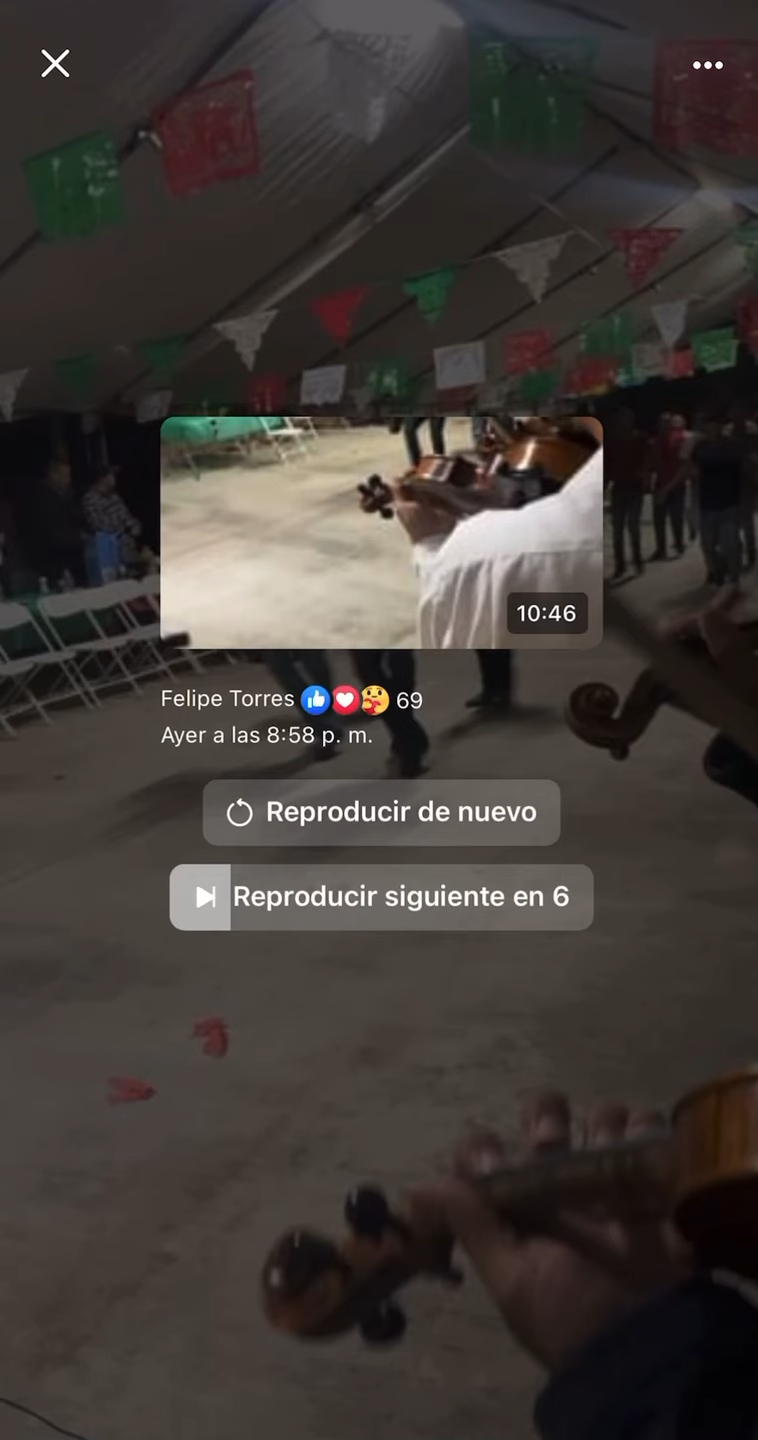 10:46
Felipe Torres 69
Ayer a las 8:58 p. m.
Reproducir de nuevo
Reproducir siguiente en 6